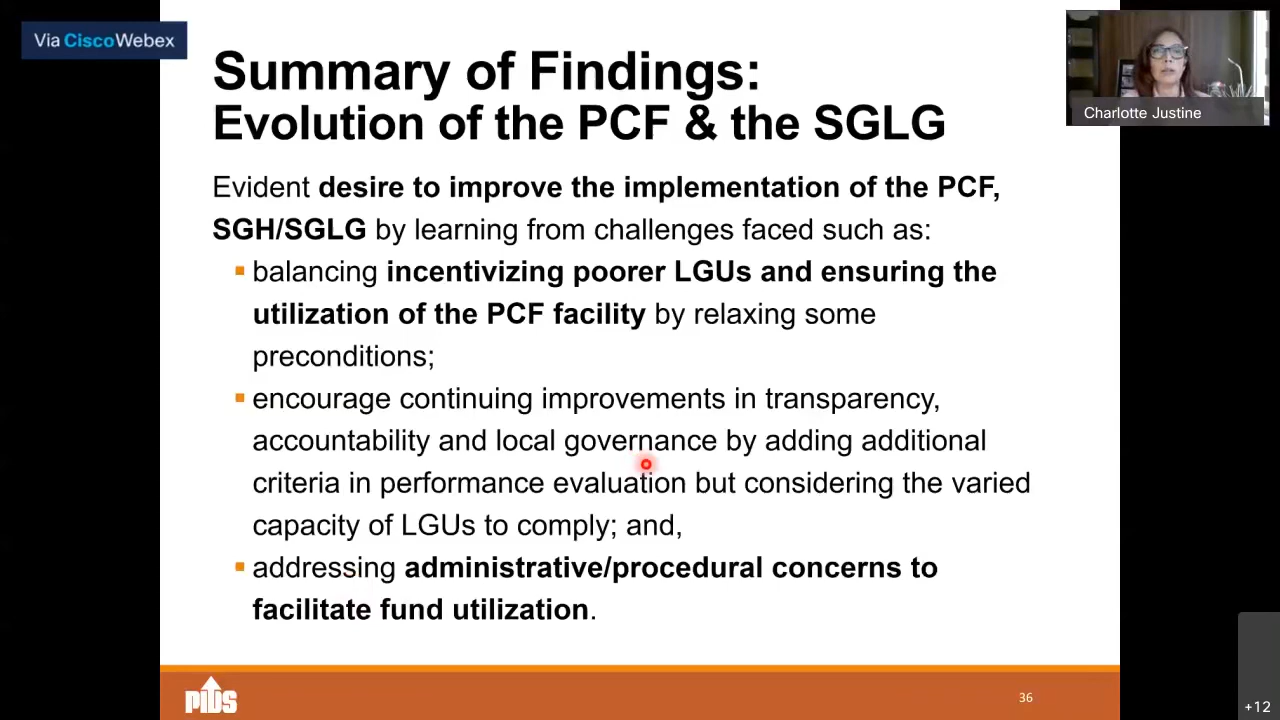 Via CiscoWebex
Summary of Findings:
Evolution of the PCF & the SGLG
Charlotte Justine
Evident desire to improve the implementation of the PCF,
SGH/SGLG by learning from challenges faced such as:
balancing incentivizing poorer LGUs and ensuring the
utilization of the PCF facility by relaxing some
preconditions;
encourage continuing improvements in transparency,
accountability and local governance by adding additional
criteria in performance evaluation but considering the varied
capacity of LGUs to comply; and,
addressing administrative/procedural concerns to
facilitate fund utilization.
PIDS
36
+12